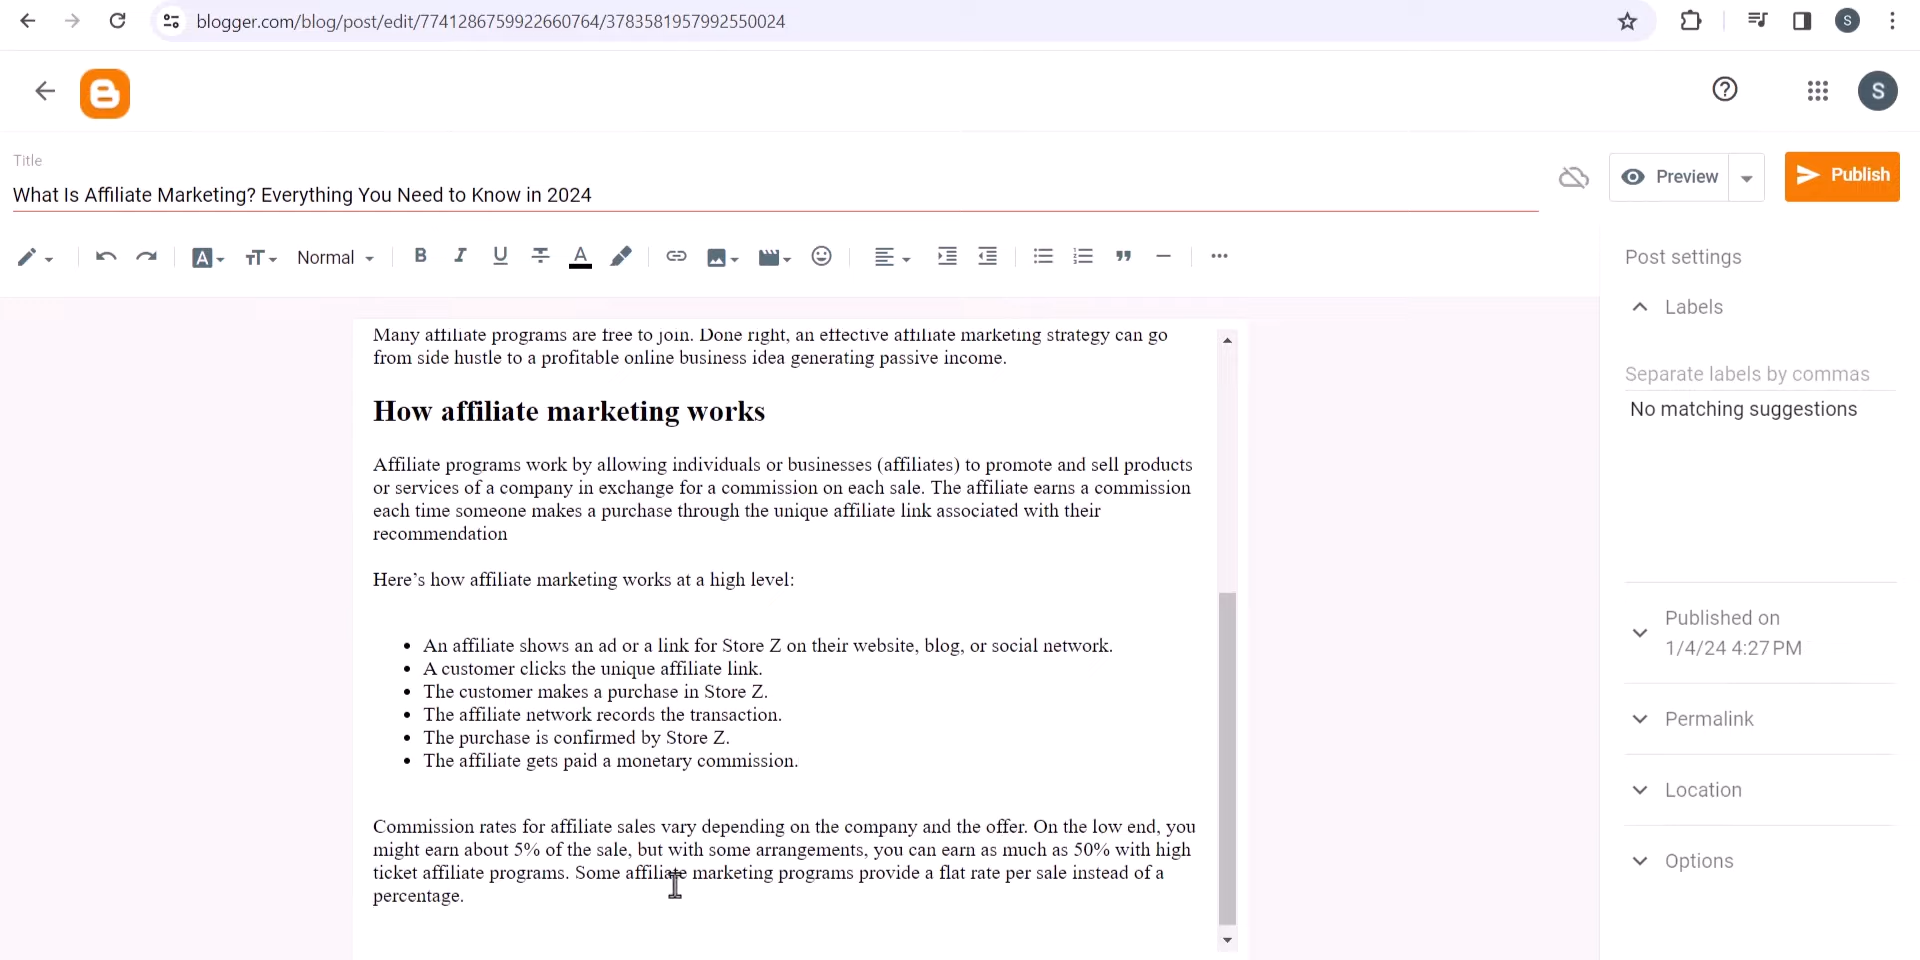 blogger.com/blog/post/edit/7741286759922660764/3783581957992550024
S
S
Title
What Is Affiliate Marketing? Everything You Need to Know in 2024
Preview
Publish
Normal
Post settings
Labels
Separate labels by commas
No matching suggestions
Published on
1/4/24 4:27 PM
Permalink
Location
Options
Many affiliate programs are free to join. Done right, an effective affiliate marketing strategy can go
from side hustle to a profitable online business idea generating passive income.
How affiliate marketing works
Affiliate programs work by allowing individuals or businesses (affiliates) to promote and sell products
or services of a company in exchange for a commission on each sale. The affiliate earns a commission
each time someone makes a purchase through the unique affiliate link associated with their
recommendation
Here’s how affiliate marketing works at a high level:
• An affiliate shows an ad or a link for Store Z on their website, blog, or social network.
• A customer clicks the unique affiliate link.
• The customer makes a purchase in Store Z.
• The affiliate network records the transaction.
• The purchase is confirmed by Store Z.
• The affiliate gets paid a monetary commission.
Commission rates for affiliate sales vary depending on the company and the offer. On the low end, you
might earn about 5% of the sale, but with some arrangements, you can earn as much as 50% with high
ticket affiliate programs. Some affiliate marketing programs provide a flat rate per sale instead of a
percentage.